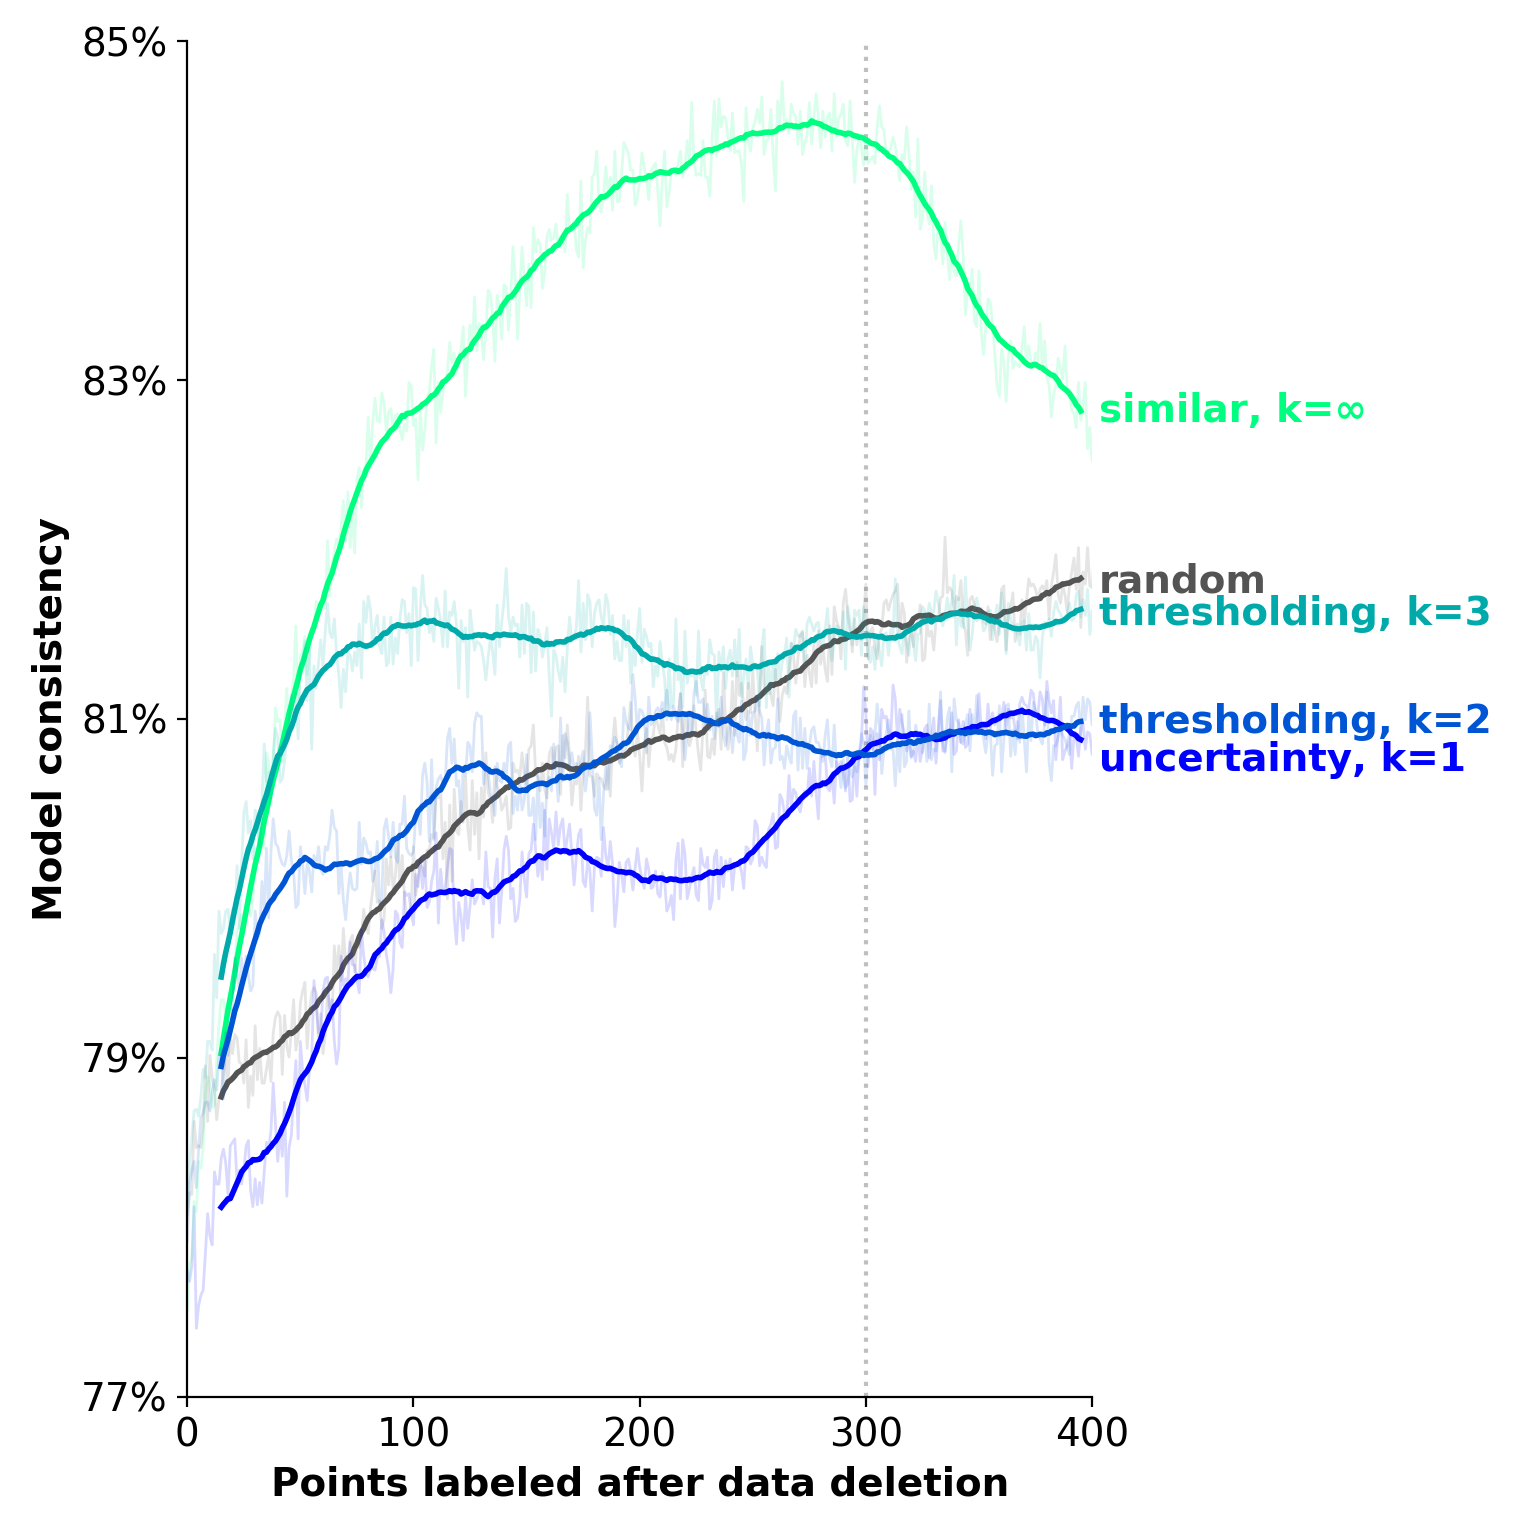 85%
83%
81%
79%
77%
Model consistency
similar, k=∞
random
thresholding, k=3
thresholding, k=2
uncertainty, k=1
0 100 200 300 400
Points labeled after data deletion